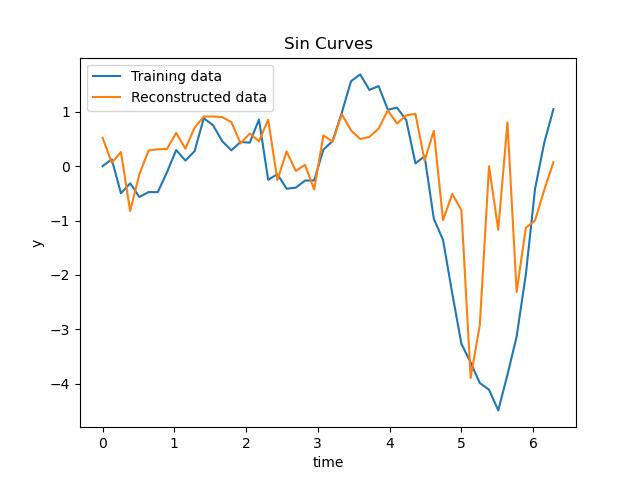 Sin Curves
Training data
Reconstructed data
1
0
−1
−2
−3
−4
y
0 1 2 3 4 5 6
time